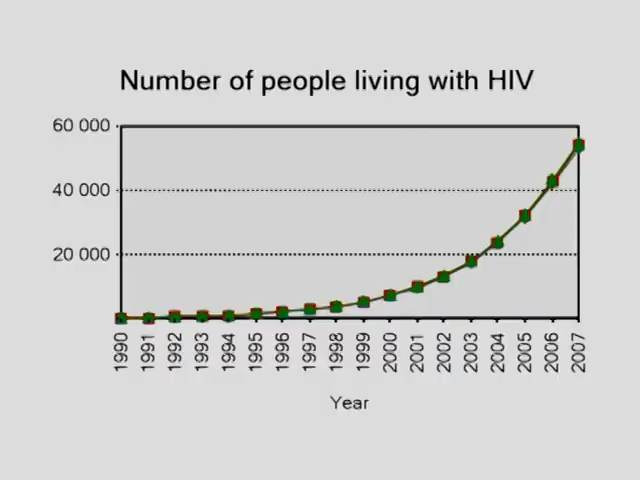 Number of people living with HIV
60 000
40 000
20 000
1990 1991 1992 1993 1994 1995 1996 1997 1998 1999 2000 2001 2002 2003 2004 2005 2006 2007
Year